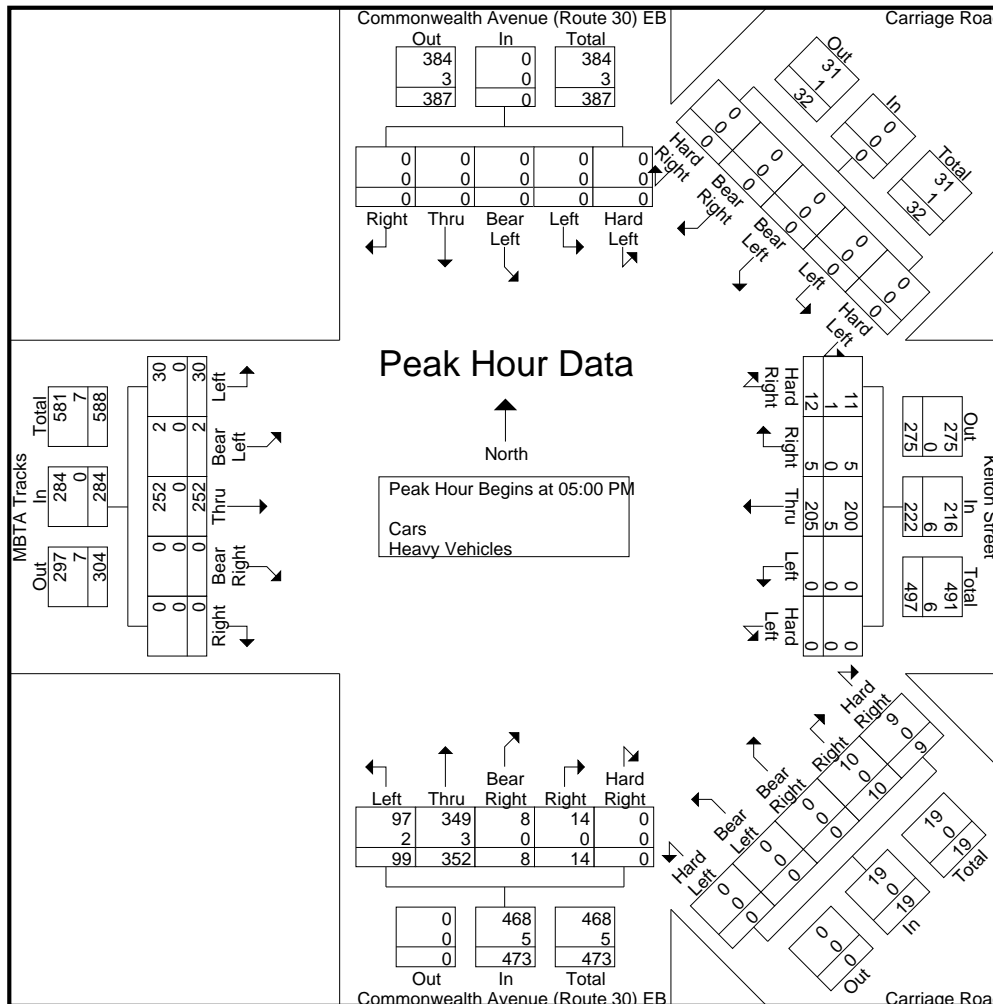 Commonwealth Avenue (Route 30) EB
Out In Total
384 0 384
3 0 3
387 0 387
0 0 0 0 0
0 0 0 0 0
0 0 0 0 0
Right Thru Bear Left Left Hard Left
Carriage Road
Out
31
1
32
In
0
0
0
Total
31
1
32
0 0 0 0 0
0 0 0 0 0
0 0 0 0 0
Hard Right
Bear Right
Bear Left
Left
Hard Left
MBTA Tracks
Total
581
7
588
In
284
0
284
Out
297
7
304
30 0 30
Left
2 0 2
Bear Left
252 0 252
Thru
0 0 0
Bear Right
0 0 0
Right
Peak Hour Data
North
Peak Hour Begins at 05:00 PM
Cars
Heavy Vehicles
Hard Right
11
1
12
Right
5
0
5
Thru
200
5
205
Left
0
0
0
Hard Left
0
0
0
Kelton Street
Out
275
0
275
In
216
6
222
Total
491
6
497
Left Thru Bear Right Right Hard Right
97 349 8 14 0
2 3 0 0 0
99 352 8 14 0
0 468 468
0 5 5
0 473 473
Out In Total
Commonwealth Avenue (Route 30) EB
Hard Right
9
0
9
Right
10
0
10
Bear Right
0
0
0
Bear Left
0
0
0
Hard Left
0
0
0
19
0
19
Total
19
0
19
In
0
0
0
Out
Carriage Road